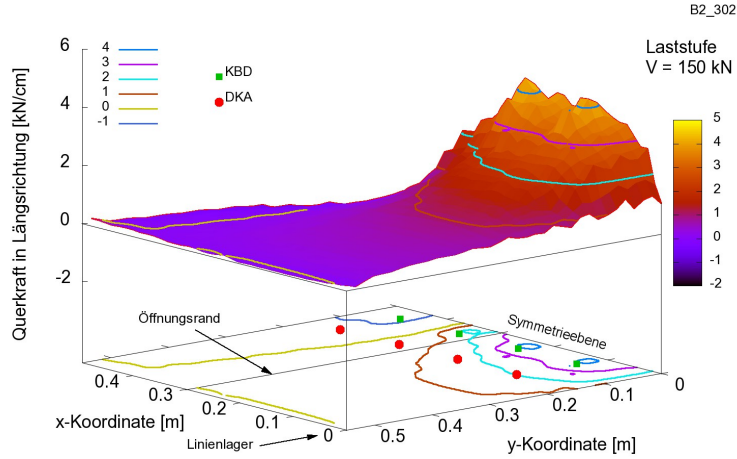 B2_302
Laststufe
V = 150 kN
4
3
2
1
0
-1
KBD
DKA
Querkraft in Längsrichtung [kN/cm]
6
4
2
0
-2
5
4
3
2
1
0
-1
-2
Öffnungsrand
Symmetrieebene
0.4
0.3
0.2
0.1
0
x-Koordinate [m]
Linienlager
0.5
0.4
0.3
0.2
0.1
0
y-Koordinate [m]